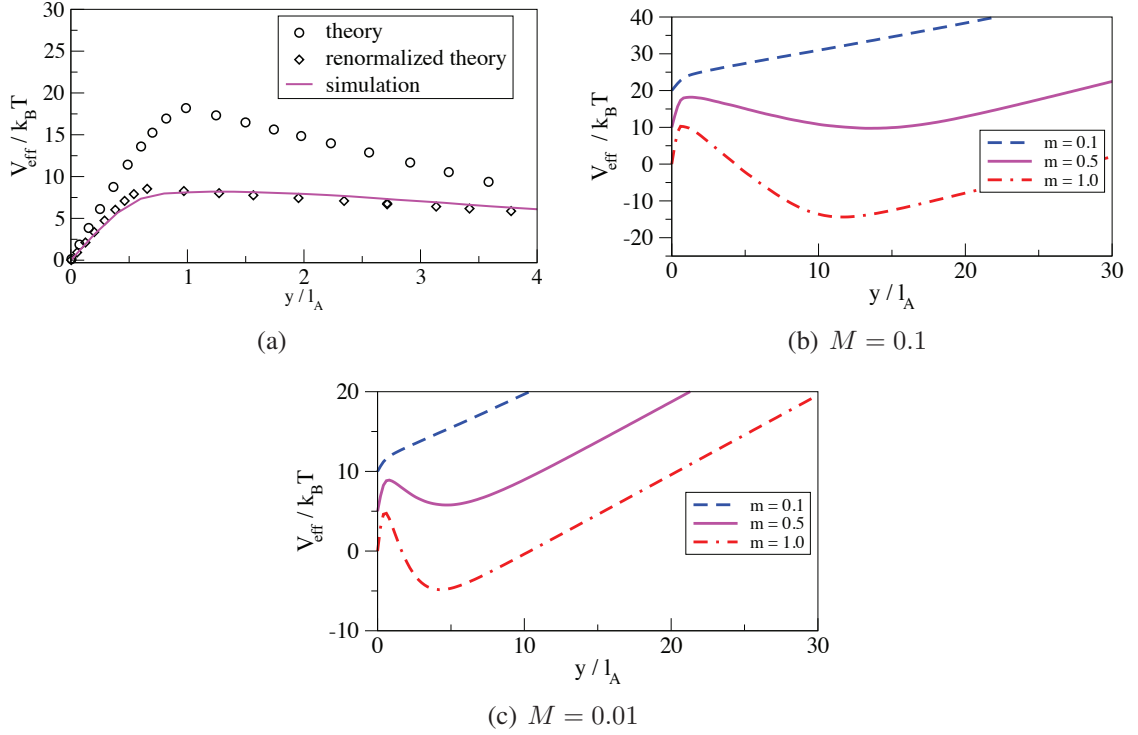 30
25
20
15
10
5
0
V_eff / k_B T
theory
renormalized theory
simulation
0 1 2 3 4
y / l_A
(a)
40
30
20
10
0
-10
-20
V_eff / k_B T
m = 0.1
m = 0.5
m = 1.0
0 10 20 30
y / l_A
(b) M = 0.1
20
10
0
-10
V_eff / k_B T
m = 0.1
m = 0.5
m = 1.0
0 10 20 30
y / l_A
(c) M = 0.01